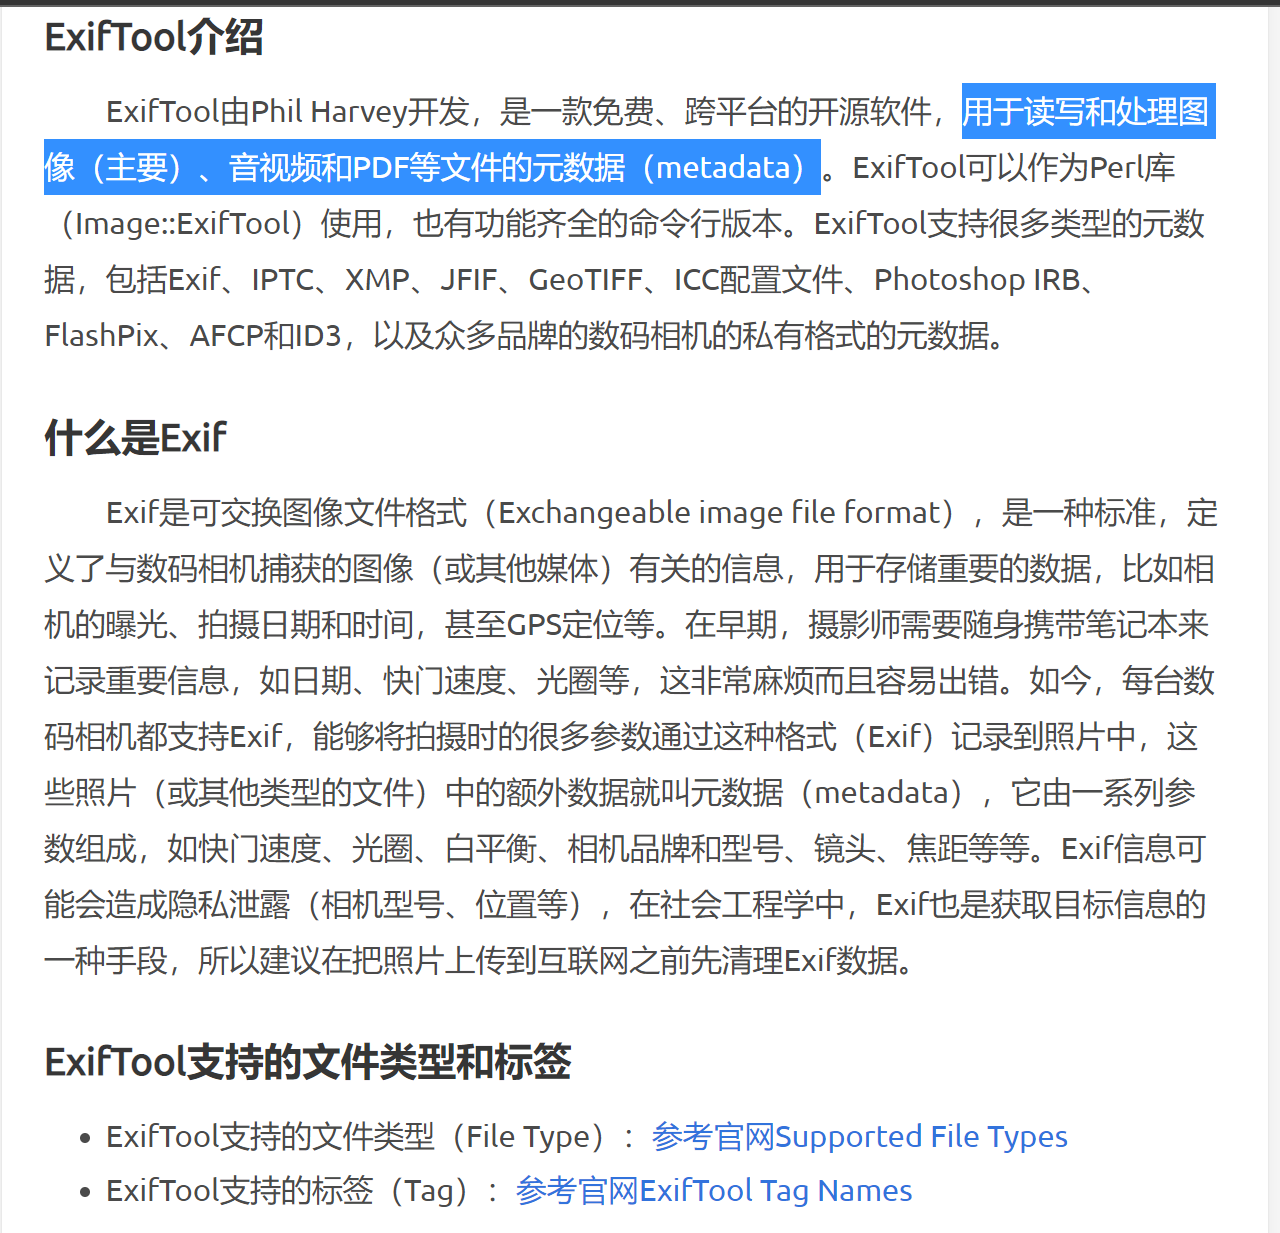 ExifTool介绍
ExifTool由Phil Harvey开发，是一款免费、跨平台的开源软件，用于读写和处理图
像（主要）、音视频和PDF等文件的元数据（metadata）。ExifTool可以作为Perl库
（Image::ExifTool）使用，也有功能齐全的命令行版本。ExifTool支持很多类型的元数
据，包括Exif、IPTC、XMP、JFIF、GeoTIFF、ICC配置文件、Photoshop IRB、
FlashPix、AFCP和ID3，以及众多品牌的数码相机的私有格式的元数据。
什么是Exif
Exif是可交换图像文件格式（Exchangeable image file format），是一种标准，定
义了与数码相机捕获的图像（或其他媒体）有关的信息，用于存储重要的数据，比如相
机的曝光、拍摄日期和时间，甚至GPS定位等。在早期，摄影师需要随身携带笔记本来
记录重要信息，如日期、快门速度、光圈等，这非常麻烦而且容易出错。如今，每台数
码相机都支持Exif，能够将拍摄时的很多参数通过这种格式（Exif）记录到照片中，这
些照片（或其他类型的文件）中的额外数据就叫元数据（metadata），它由一系列参
数组成，如快门速度、光圈、白平衡、相机品牌和型号、镜头、焦距等等。Exif信息可
能会造成隐私泄露（相机型号、位置等），在社会工程学中，Exif也是获取目标信息的
一种手段，所以建议在把照片上传到互联网之前先清理Exif数据。
ExifTool支持的文件类型和标签
• ExifTool支持的文件类型（File Type）：参考官网Supported File Types
• ExifTool支持的标签（Tag）：参考官网ExifTool Tag Names